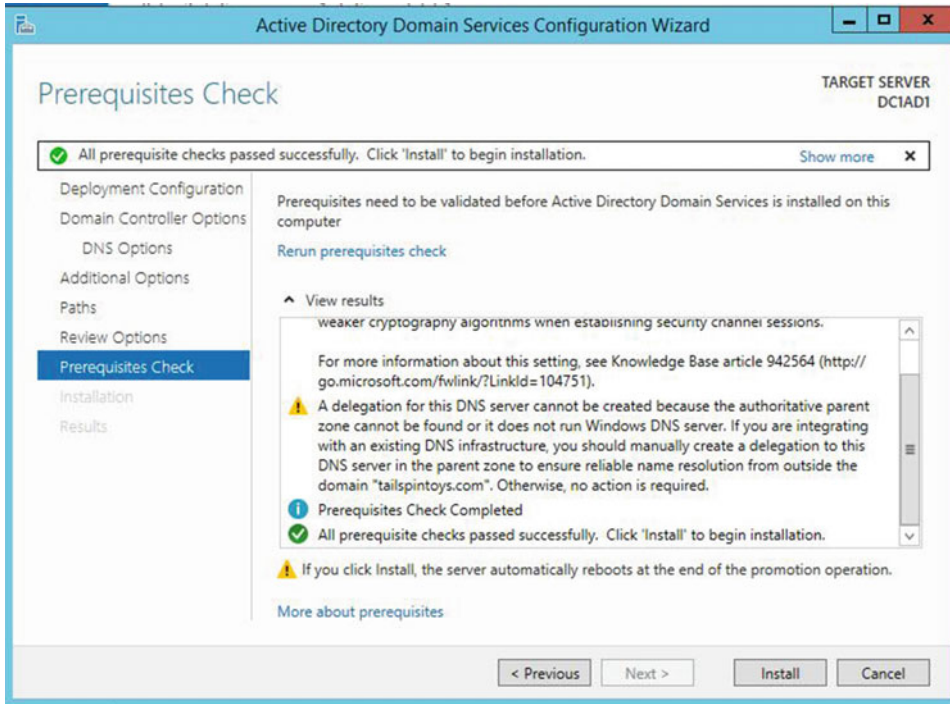 Active Directory Domain Services Configuration Wizard
Prerequisites Check
TARGET SERVER
DC1AD1
All prerequisite checks passed successfully.  Click 'Install' to begin installation.
Show more
Deployment Configuration
Domain Controller Options
DNS Options
Additional Options
Paths
Review Options
Prerequisites Check
Installation
Results
Prerequisites need to be validated before Active Directory Domain Services is installed on this
computer
Rerun prerequisites check
View results
weaker cryptography algorithms when establishing security channel sessions.
For more information about this setting, see Knowledge Base article 942564 (http://
go.microsoft.com/fwlink/?LinkId=104751).
A delegation for this DNS server cannot be created because the authoritative parent
zone cannot be found or it does not run Windows DNS server. If you are integrating
with an existing DNS infrastructure, you should manually create a delegation to this
DNS server in the parent zone to ensure reliable name resolution from outside the
domain "tailspintoys.com". Otherwise, no action is required.
Prerequisites Check Completed
All prerequisite checks passed successfully.  Click 'Install' to begin installation.
If you click Install, the server automatically reboots at the end of the promotion operation.
More about prerequisites
< Previous
Next >
Install
Cancel